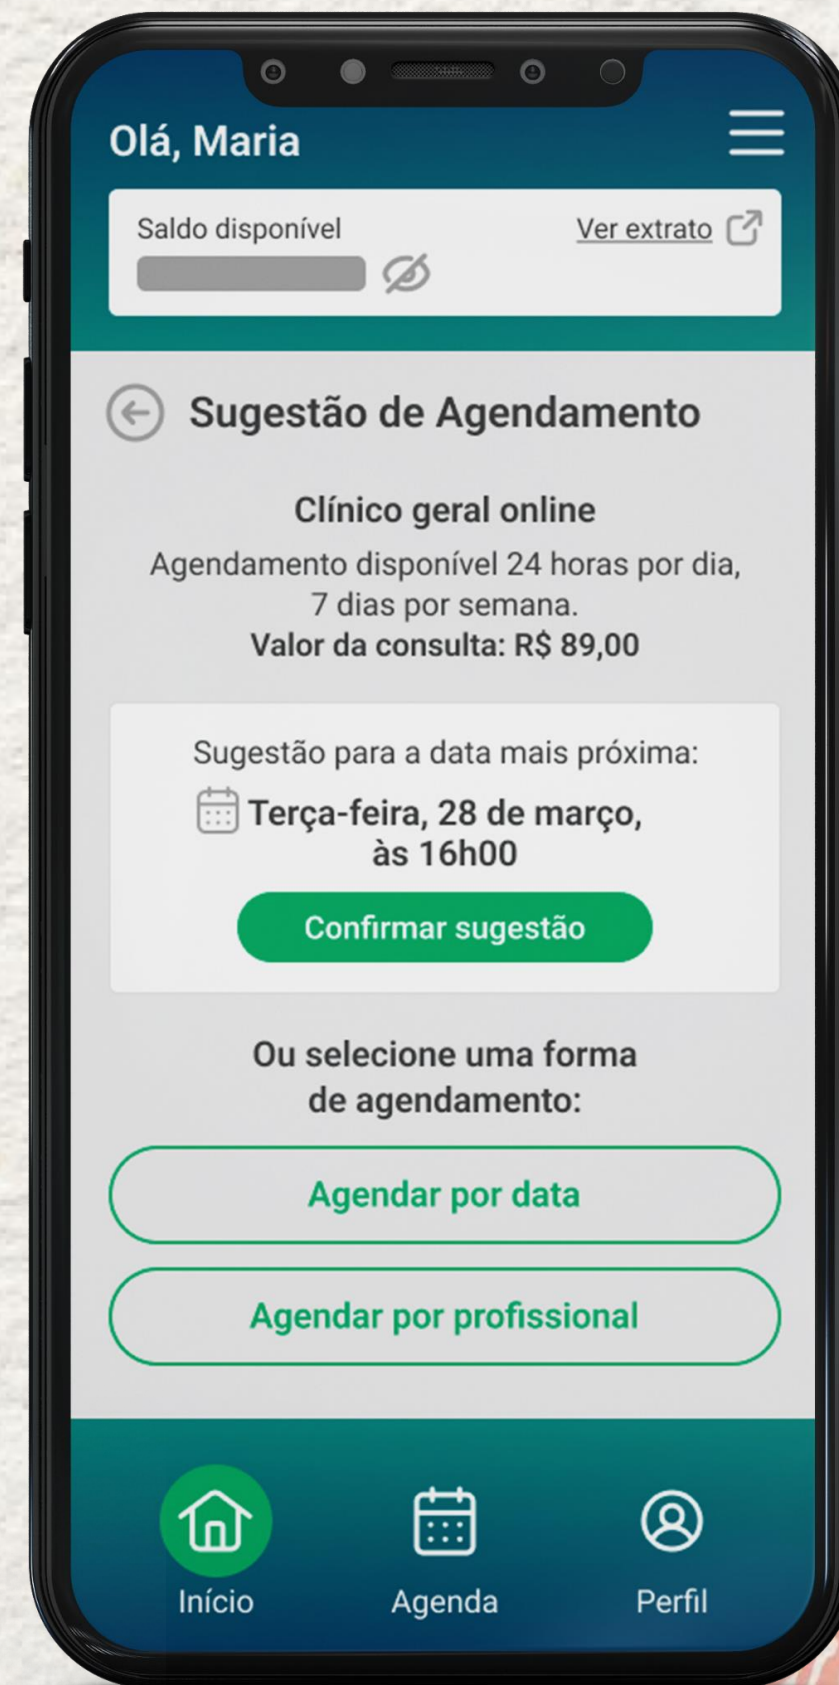 Olá, Maria
Saldo disponível
Ver extrato
Sugestão de Agendamento
Clínico geral online
Agendamento disponível 24 horas por dia,
7 dias por semana.
Valor da consulta: R$ 89,00
Sugestão para a data mais próxima:
Terça-feira, 28 de março,
às 16h00
Confirmar sugestão
Ou selecione uma forma
de agendamento:
Agendar por data
Agendar por profissional
Início
Agenda
Perfil